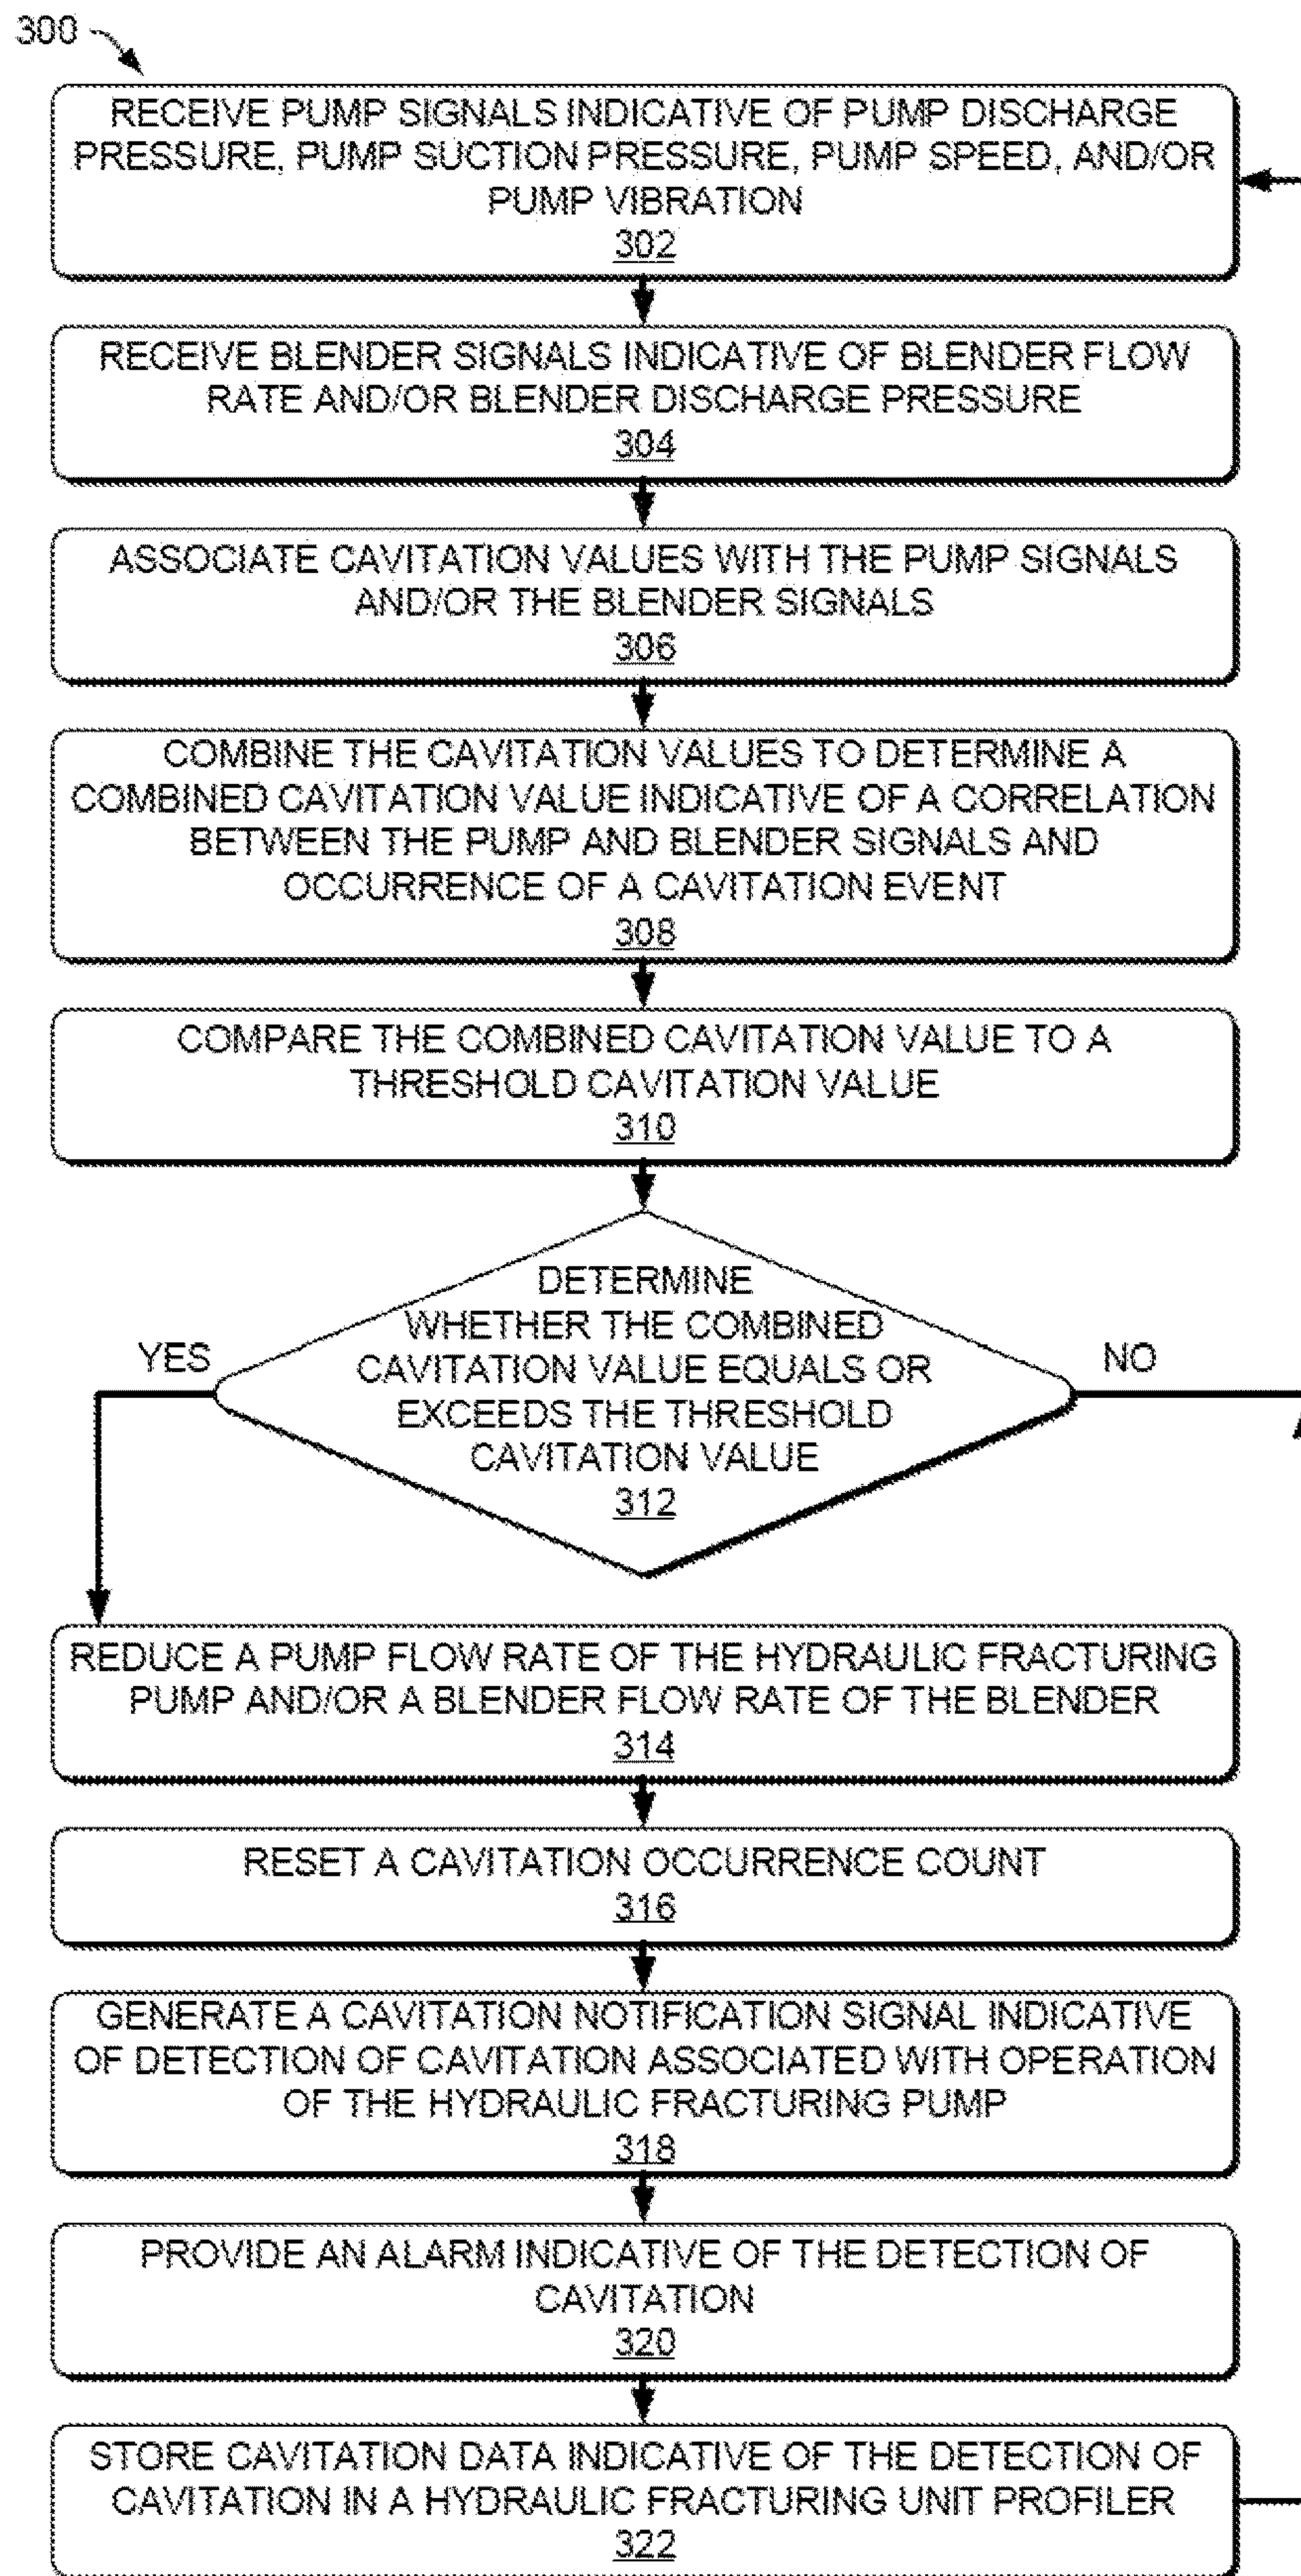 300
RECEIVE PUMP SIGNALS INDICATIVE OF PUMP DISCHARGE
PRESSURE, PUMP SUCTION PRESSURE, PUMP SPEED, AND/OR
PUMP VIBRATION
302
RECEIVE BLENDER SIGNALS INDICATIVE OF BLENDER FLOW
RATE AND/OR BLENDER DISCHARGE PRESSURE
304
ASSOCIATE CAVITATION VALUES WITH THE PUMP SIGNALS
AND/OR THE BLENDER SIGNALS
306
COMBINE THE CAVITATION VALUES TO DETERMINE A
COMBINED CAVITATION VALUE INDICATIVE OF A CORRELATION
BETWEEN THE PUMP AND BLENDER SIGNALS AND
OCCURRENCE OF A CAVITATION EVENT
308
COMPARE THE COMBINED CAVITATION VALUE TO A
THRESHOLD CAVITATION VALUE
310
DETERMINE
WHETHER THE COMBINED
CAVITATION VALUE EQUALS OR
EXCEEDS THE THRESHOLD
CAVITATION VALUE
312
YES
NO
REDUCE A PUMP FLOW RATE OF THE HYDRAULIC FRACTURING
PUMP AND/OR A BLENDER FLOW RATE OF THE BLENDER
314
RESET A CAVITATION OCCURRENCE COUNT
316
GENERATE A CAVITATION NOTIFICATION SIGNAL INDICATIVE
OF DETECTION OF CAVITATION ASSOCIATED WITH OPERATION
OF THE HYDRAULIC FRACTURING PUMP
318
PROVIDE AN ALARM INDICATIVE OF THE DETECTION OF
CAVITATION
320
STORE CAVITATION DATA INDICATIVE OF THE DETECTION OF
CAVITATION IN A HYDRAULIC FRACTURING UNIT PROFILER
322